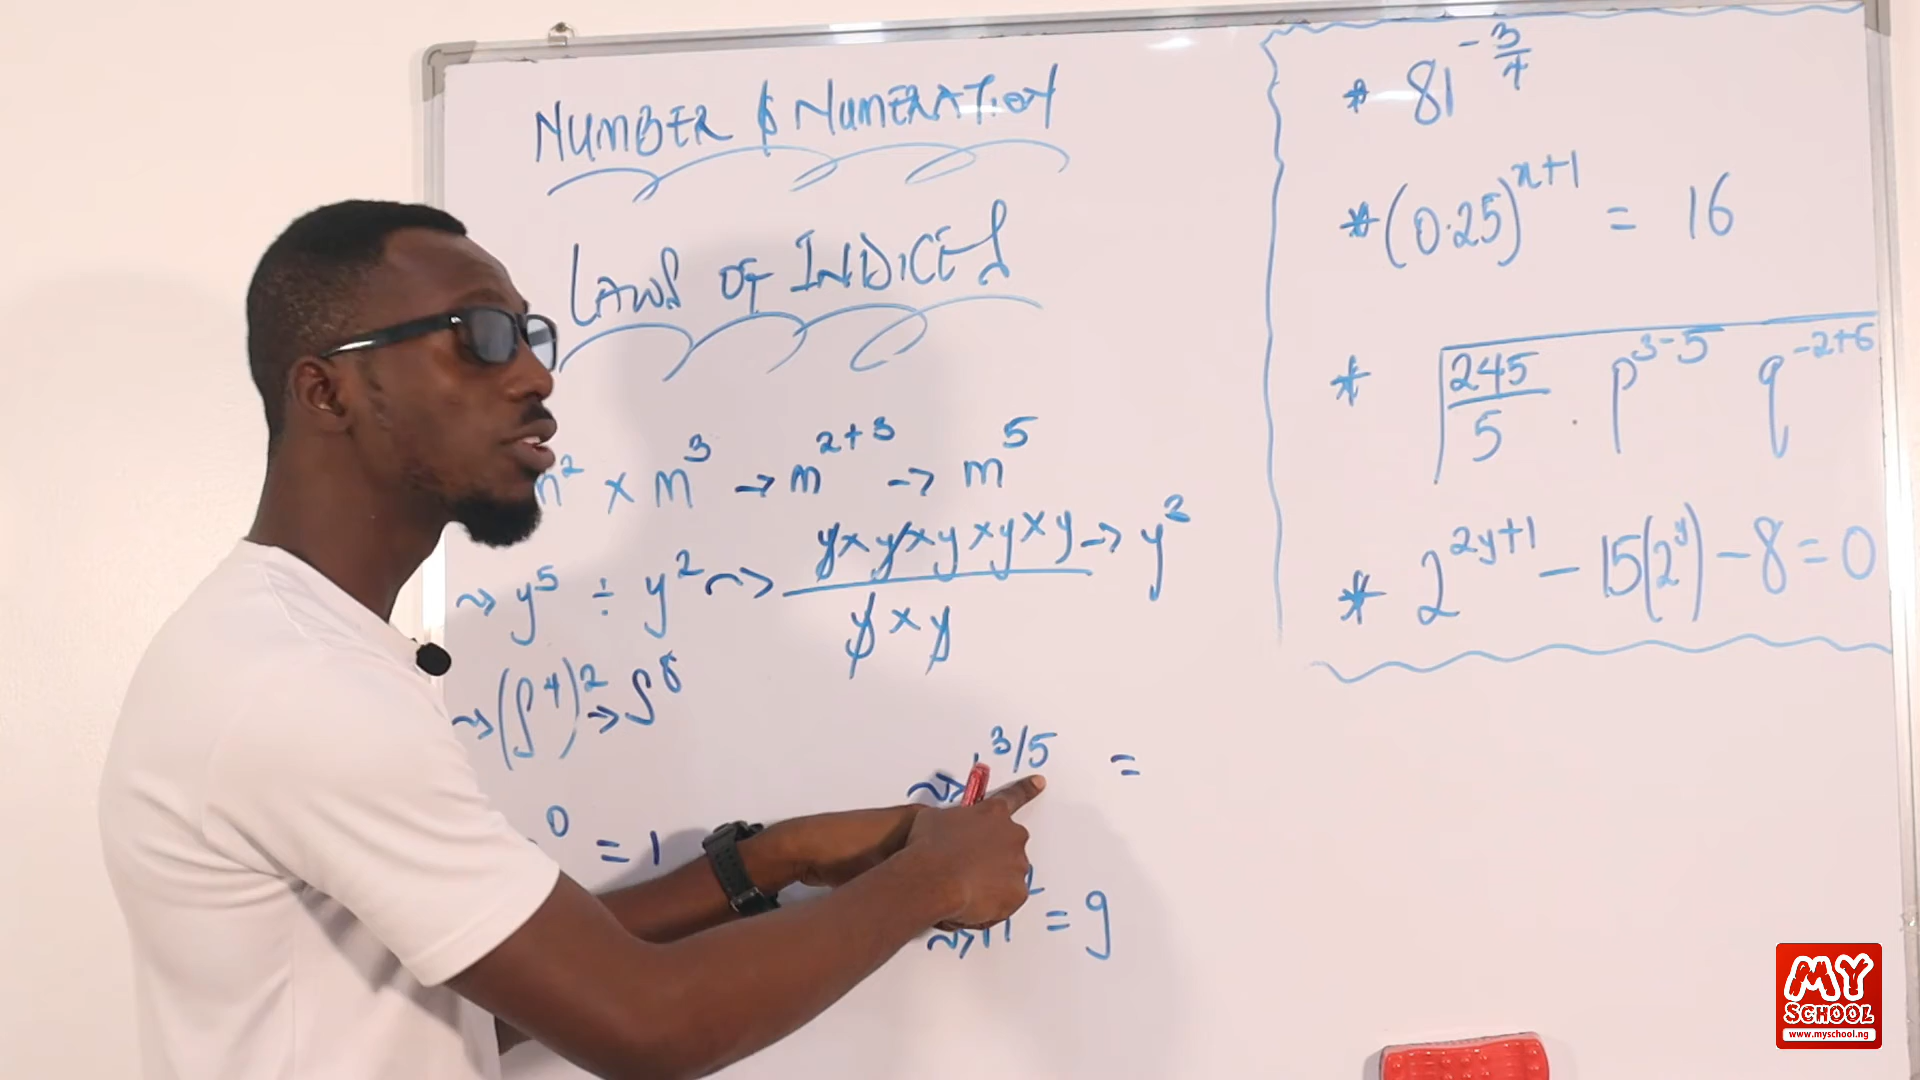 NUMBER & NUMERATION
LAWS OF INDICES
m² × m³ → m²⁺³ → m⁵
⤳ y⁵ ÷ y² ⤳ y×y×y×y×y / y×y → y³
⤳ (p⁴)² → p⁸
⁰ = 1
⤳ ³/⁵ =
⤳ = 9
* 81^-3/4
* (0.25)^x+1 = 16
* √245/5 . p³⁻⁵ q⁻²⁺⁶
* 2^2y+1 - 15(2^y) - 8 = 0
MY
SCHOOL
www.myschool.ng